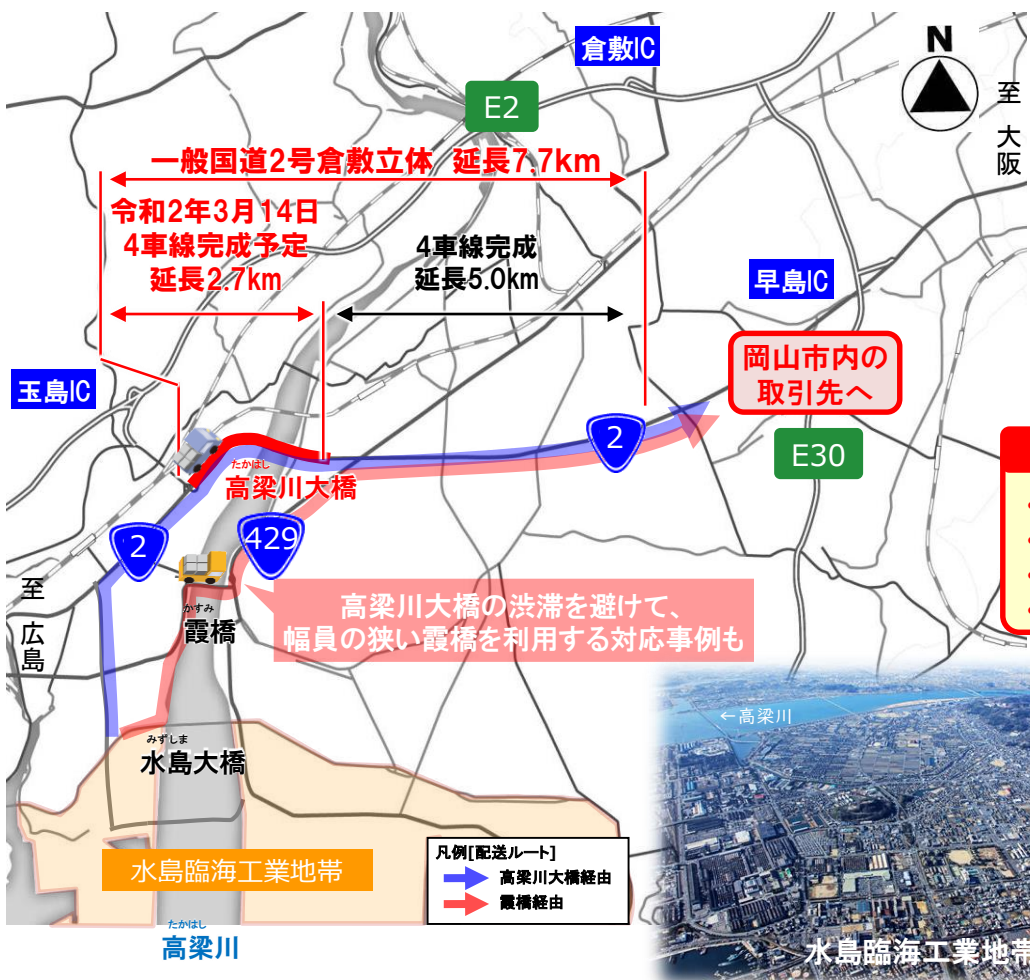 倉敷IC
N
至
大
阪
E2
一般国道2号倉敷立体 延長7.7km
令和2年3月14日
4車線完成予定
延長2.7km
4車線完成
延長5.0km
早島IC
玉島IC
岡山市内の
取引先へ
2
E30
たかはし
高梁川大橋
2
429
至
広
島
かすみ
霞橋
高梁川大橋の渋滞を避けて、
幅員の狭い霞橋を利用する対応事例も
みずしま
水島大橋
←高梁川
凡例[配送ルート]
高梁川大橋経由
霞橋経由
水島臨海工業地帯
たかはし
高梁川
水島臨海工業地帯